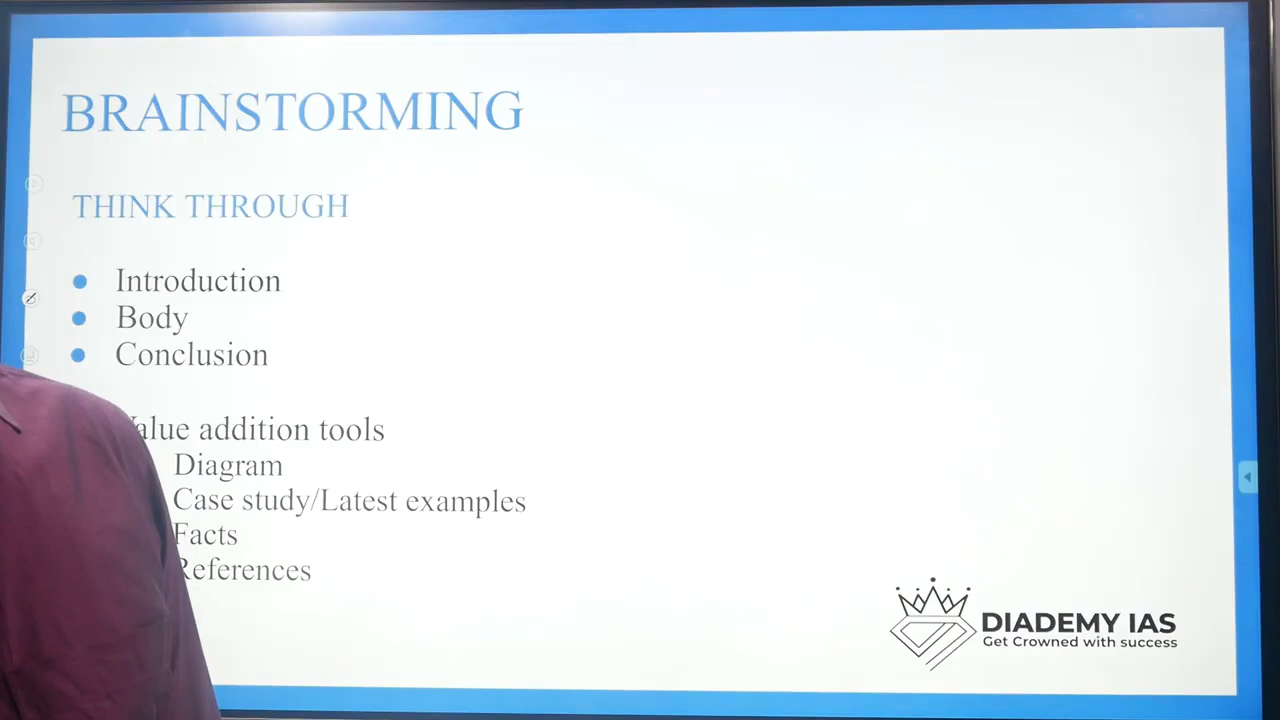 BRAINSTORMING
THINK THROUGH
Introduction
Body
Conclusion
Value addition tools
Diagram
Case study/Latest examples
Facts
References
DIADEMY IAS
Get Crowned with success